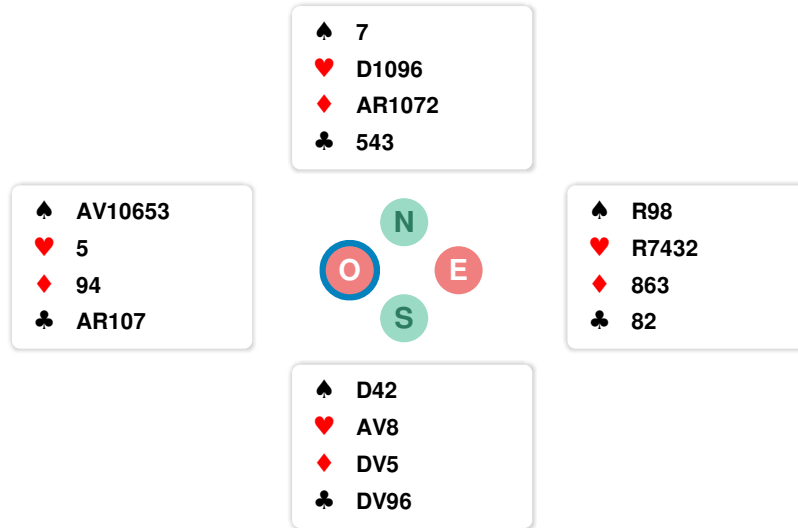 ♠ 7
♥ D1096
♦ AR1072
♣ 543
♠ AV10653
♥ 5
♦ 94
♣ AR107
N
O E
S
♠ R98
♥ R7432
♦ 863
♣ 82
♠ D42
♥ AV8
♦ DV5
♣ DV96